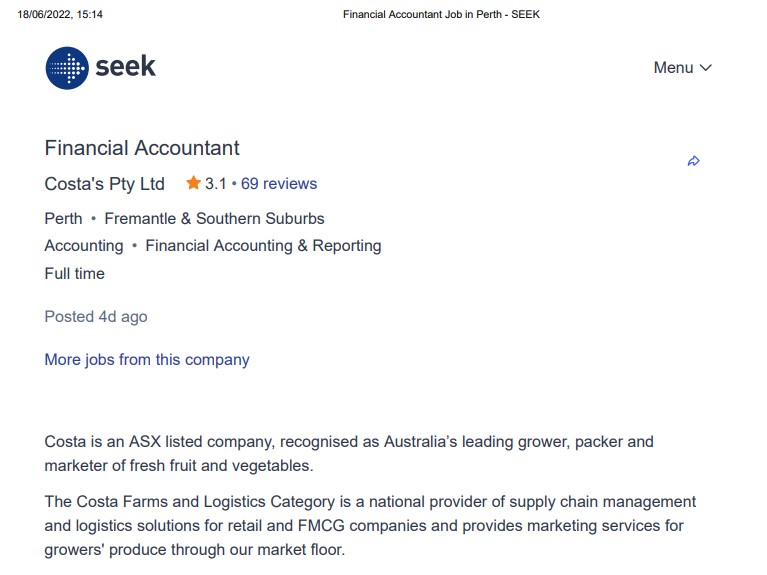 18/06/2022, 15:14 Financial Accountant Job in Perth - SEEK
seek Menu
Financial Accountant
Costa's Pty Ltd 3.1 • 69 reviews
Perth • Fremantle & Southern Suburbs
Accounting • Financial Accounting & Reporting
Full time
Posted 4d ago
More jobs from this company
Costa is an ASX listed company, recognised as Australia’s leading grower, packer and
marketer of fresh fruit and vegetables.
The Costa Farms and Logistics Category is a national provider of supply chain management
and logistics solutions for retail and FMCG companies and provides marketing services for
growers' produce through our market floor.